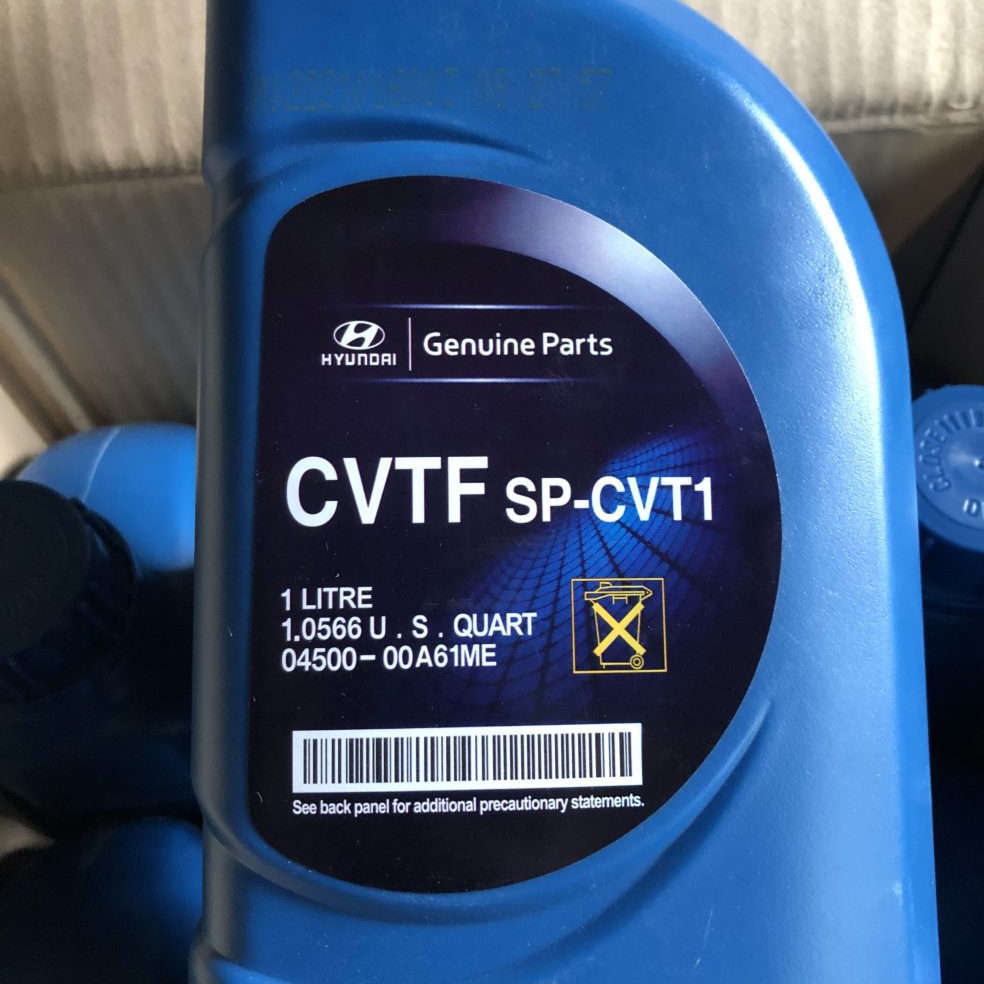 HYUNDAI
Genuine Parts
CVTF SP-CVT1
1 LITRE
1.0566 U . S . QUART
04500-00A61ME
See back panel for additional precautionary statements.
CLOSE